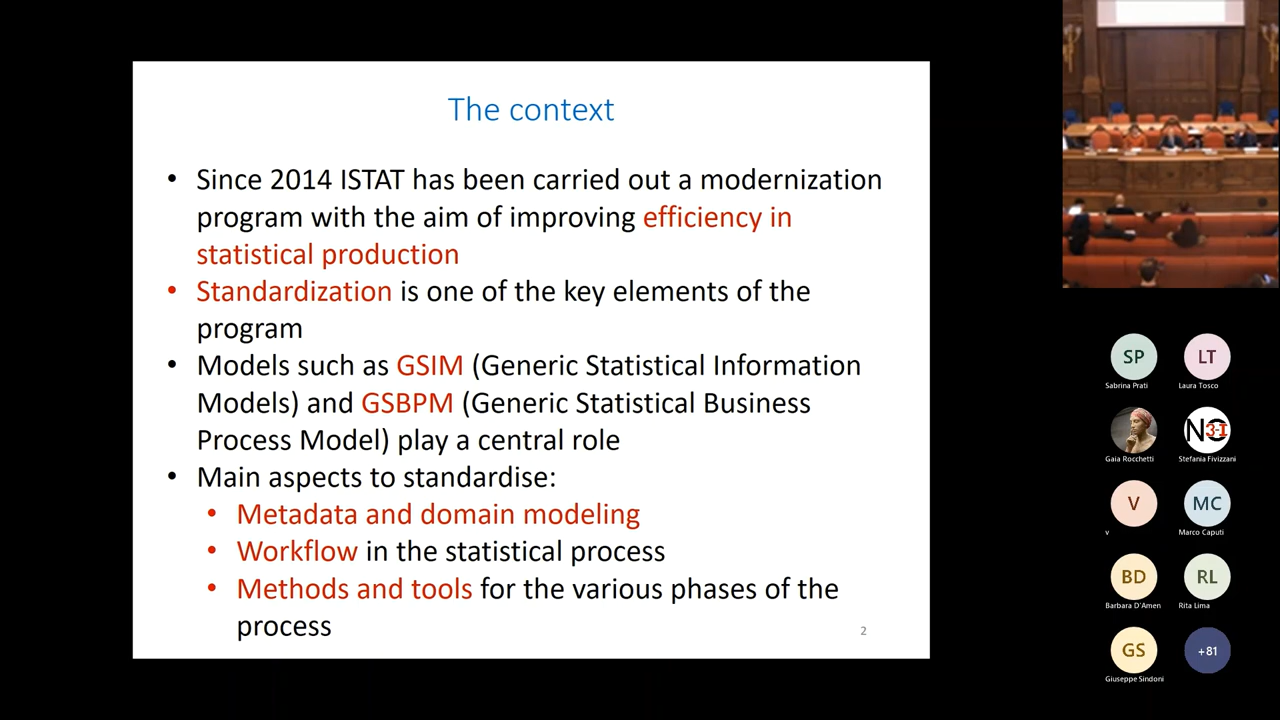 The context
• Since 2014 ISTAT has been carried out a modernization
program with the aim of improving efficiency in
statistical production
• Standardization is one of the key elements of the
program
• Models such as GSIM (Generic Statistical Information
Models) and GSBPM (Generic Statistical Business
Process Model) play a central role
• Main aspects to standardise:
• Metadata and domain modeling
• Workflow in the statistical process
• Methods and tools for the various phases of the
process
2
SP
LT
Sabrina Prati
Laura Tosco
N3-I
Gaia Rocchetti
Stefania Fivizzani
V
MC
v
Marco Caputi
BD
RL
Barbara D'Amen
Rita Lima
GS
+81
Giuseppe Sindoni